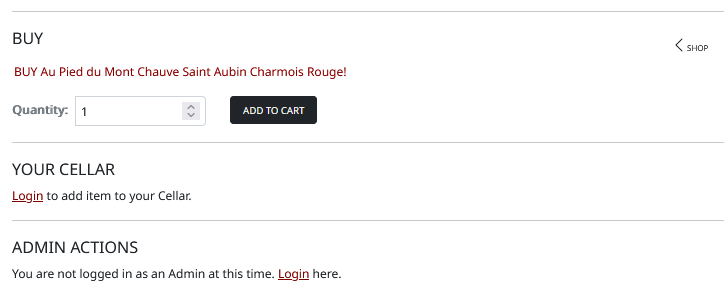 BUY
SHOP
BUY Au Pied du Mont Chauve Saint Aubin Charmois Rouge!
Quantity: 1 ADD TO CART
YOUR CELLAR
Login to add item to your Cellar.
ADMIN ACTIONS
You are not logged in as an Admin at this time. Login here.